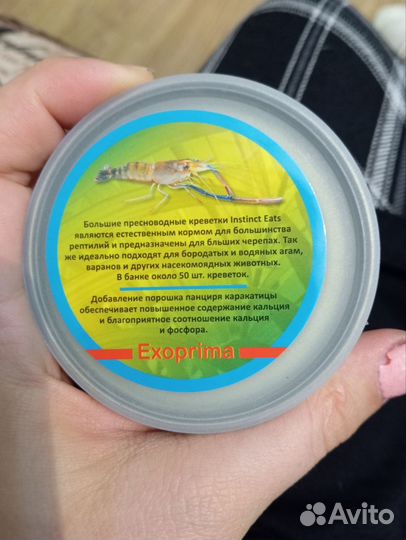 Большие пресноводные креветки Instinct Eats
являются естественным кормом для большинства
рептилий и предназначены для бльших черепах. Так
же идеально подходят для бородатых и водяных агам,
варанов и других насекомоядных животных.
В банке около 50 шт. креветок.
Добавление порошка панциря каракатицы
обеспечивает повышенное содержание кальция
и благоприятное соотношение кальция
и фосфора.
Exoprima
Avito